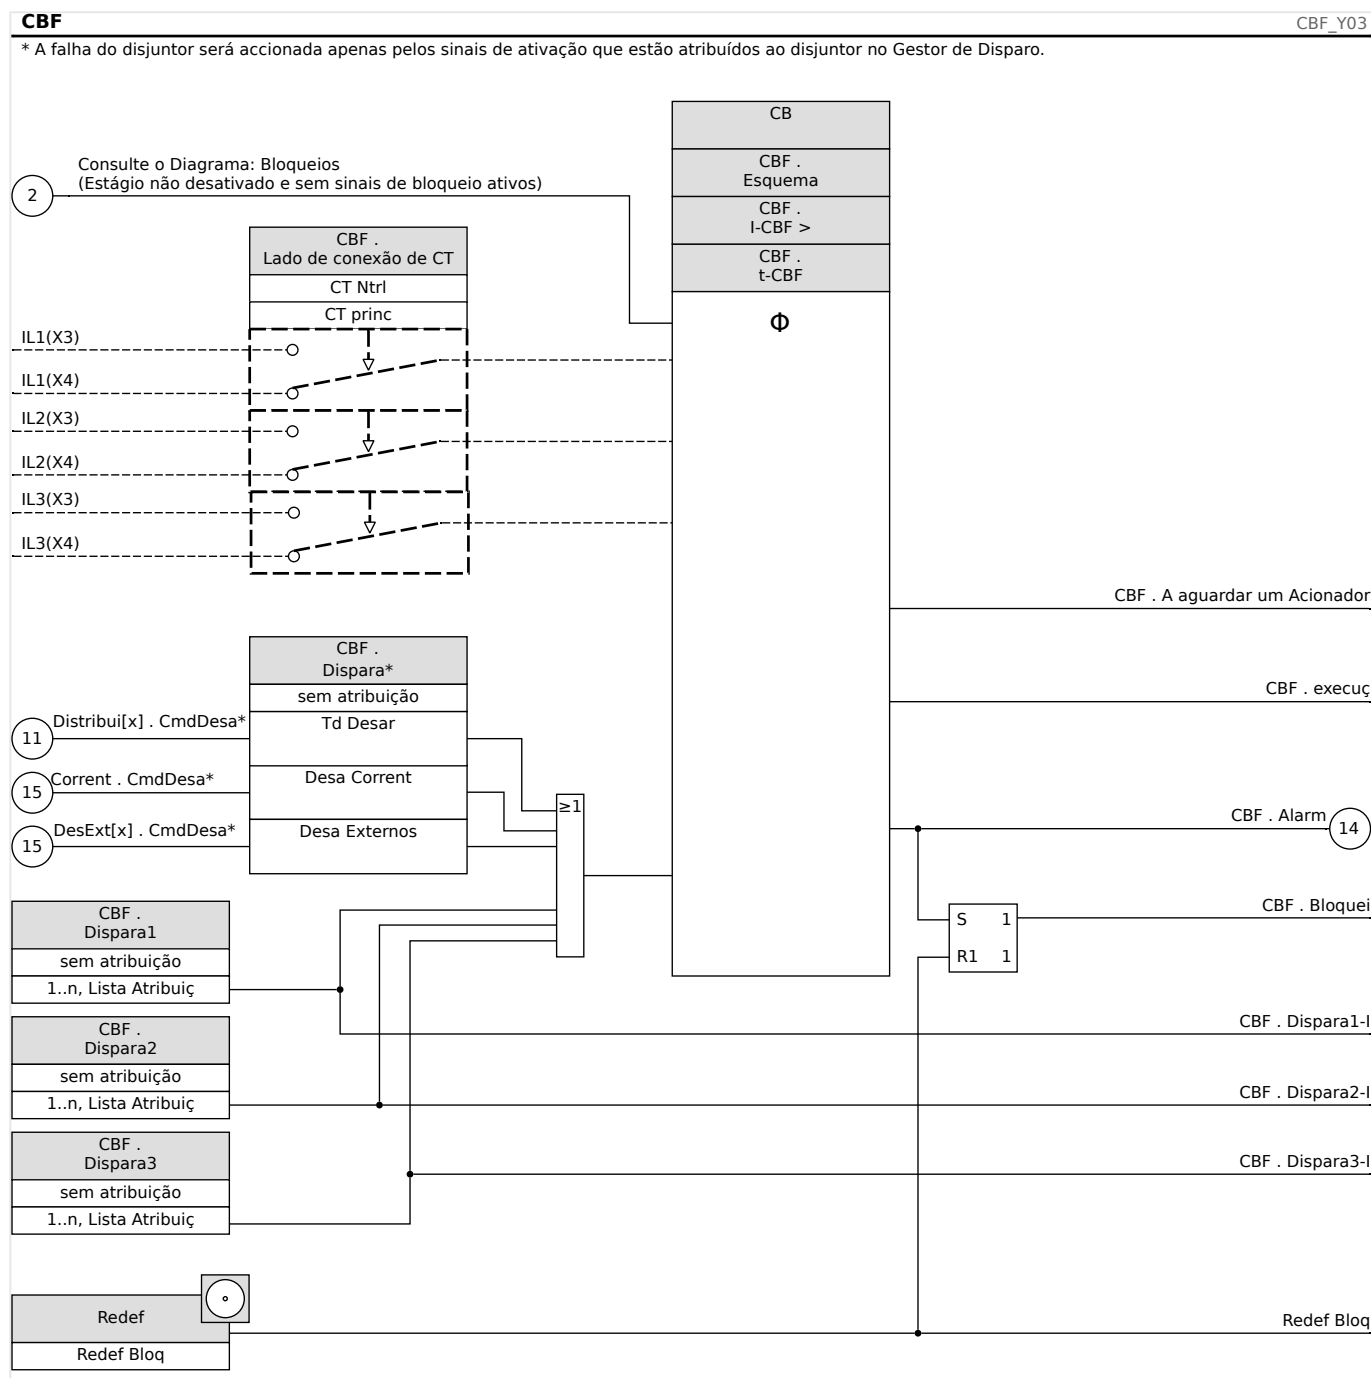 CBF
CBF_Y03
* A falha do disjuntor será accionada apenas pelos sinais de ativação que estão atribuídos ao disjuntor no Gestor de Disparo.
CB
CBF .
Esquema
CBF .
I-CBF >
CBF .
t-CBF
Φ
Consulte o Diagrama: Bloqueios
(Estágio não desativado e sem sinais de bloqueio ativos)
2
CBF .
Lado de conexão de CT
CT Ntrl
CT princ
IL1(X3)
IL1(X4)
IL2(X3)
IL2(X4)
IL3(X3)
IL3(X4)
CBF . A aguardar um Acionador
CBF .
Dispara*
sem atribuição
Td Desar
Desa Corrent
Desa Externos
11
Distribui[x] . CmdDesa*
15
Corrent . CmdDesa*
15
DesExt[x] . CmdDesa*
≥1
CBF . execuç
CBF . Alarm
14
CBF . Bloquei
S 1
R1 1
CBF .
Dispara1
sem atribuição
1..n, Lista Atribuiç
CBF . Dispara1-I
CBF .
Dispara2
sem atribuição
1..n, Lista Atribuiç
CBF . Dispara2-I
CBF .
Dispara3
sem atribuição
1..n, Lista Atribuiç
CBF . Dispara3-I
Redef
Redef Bloq
Redef Bloq